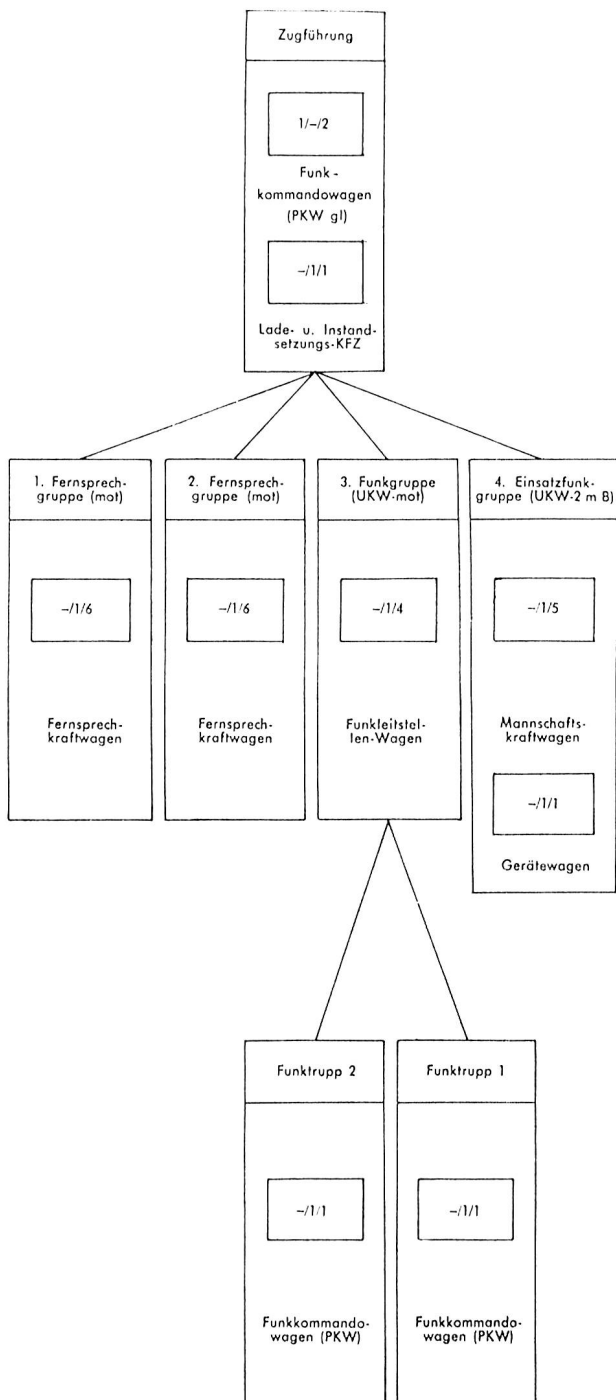 Zugführung
1/–/2
Funk-
kommandowagen
(PKW gl)
–/1/1
Lade- u. Instand-
setzungs-KFZ
1. Fernsprech-
gruppe (mot)
–/1/6
Fernsprech-
kraftwagen
2. Fernsprech-
gruppe (mot)
–/1/6
Fernsprech-
kraftwagen
3. Funkgruppe
(UKW-mot)
–/1/4
Funkleitstel-
len-Wagen
4. Einsatzfunk-
gruppe (UKW-2 m B)
–/1/5
Mannschafts-
kraftwagen
–/1/1
Gerätewagen
Funktrupp 2
–/1/1
Funkkommando-
wagen (PKW)
Funktrupp 1
–/1/1
Funkkommando-
wagen (PKW)